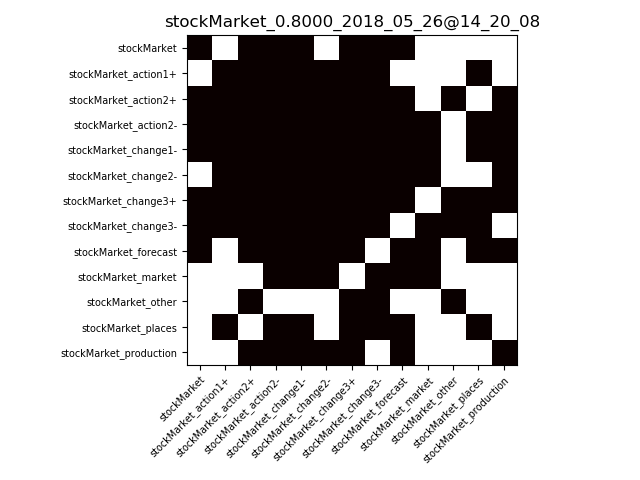 stockMarket_0.8000_2018_05_26@14_20_08
stockMarket
stockMarket_action1+
stockMarket_action2+
stockMarket_action2-
stockMarket_change1-
stockMarket_change2-
stockMarket_change3+
stockMarket_change3-
stockMarket_forecast
stockMarket_market
stockMarket_other
stockMarket_places
stockMarket_production
stockMarket
stockMarket_action1+
stockMarket_action2+
stockMarket_action2-
stockMarket_change1-
stockMarket_change2-
stockMarket_change3+
stockMarket_change3-
stockMarket_forecast
stockMarket_market
stockMarket_other
stockMarket_places
stockMarket_production